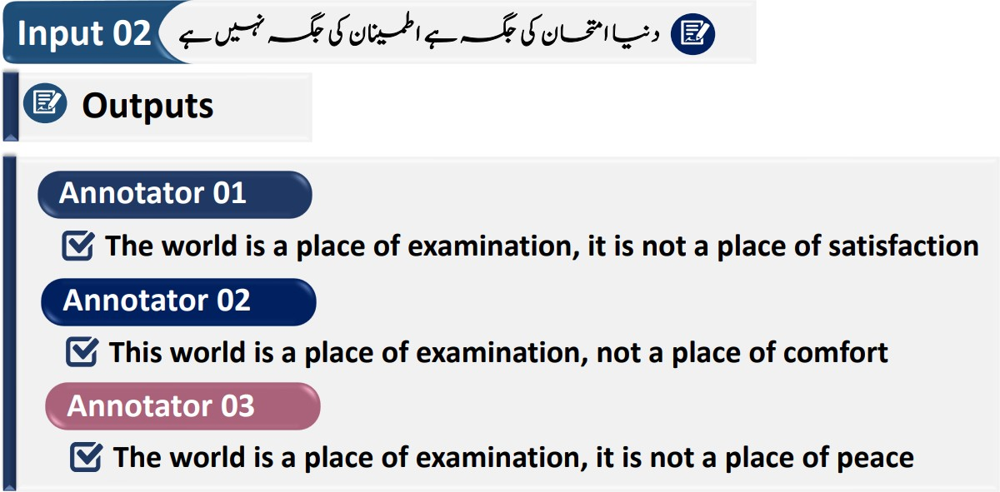 Input 02
دنیا امتحان کی جگہ ہے اطمینان کی جگہ نہیں ہے
Outputs
Annotator 01
The world is a place of examination, it is not a place of satisfaction
Annotator 02
This world is a place of examination, not a place of comfort
Annotator 03
The world is a place of examination, it is not a place of peace